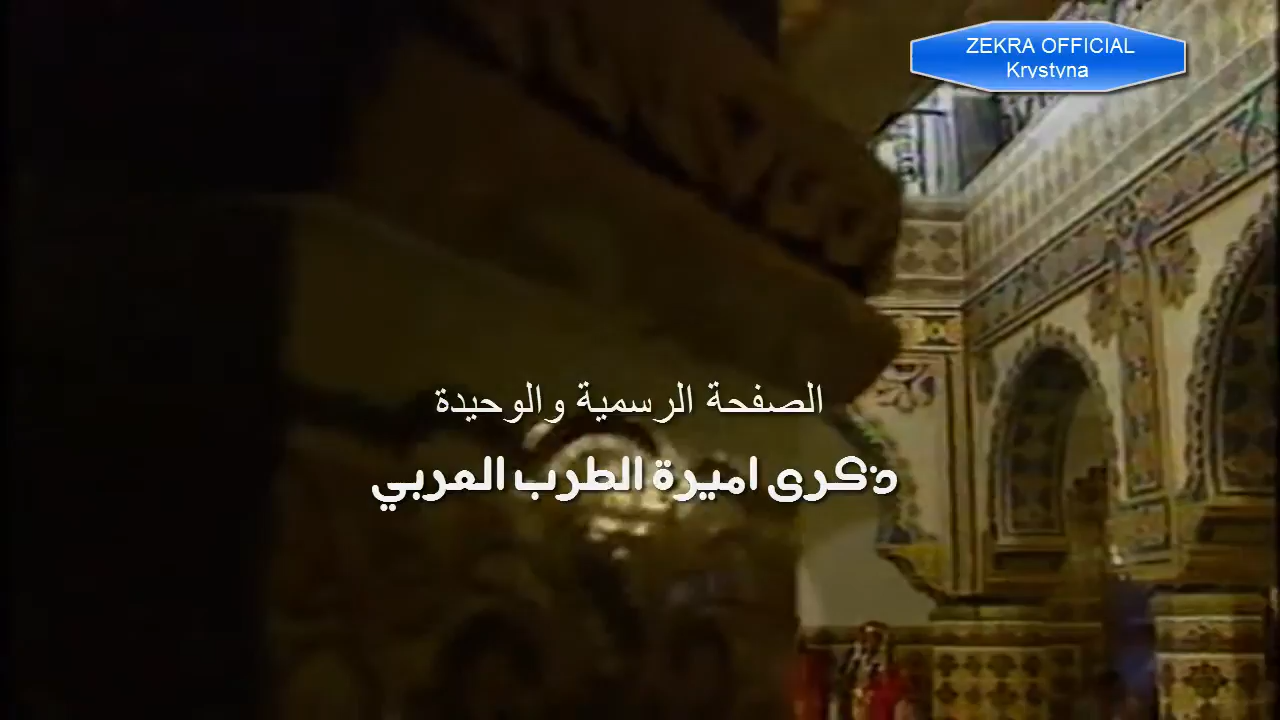 ZEKRA OFFICIAL
Krystyna
الصفحة الرسمية والوحيدة
ذكرى اميرة الطرب العربي